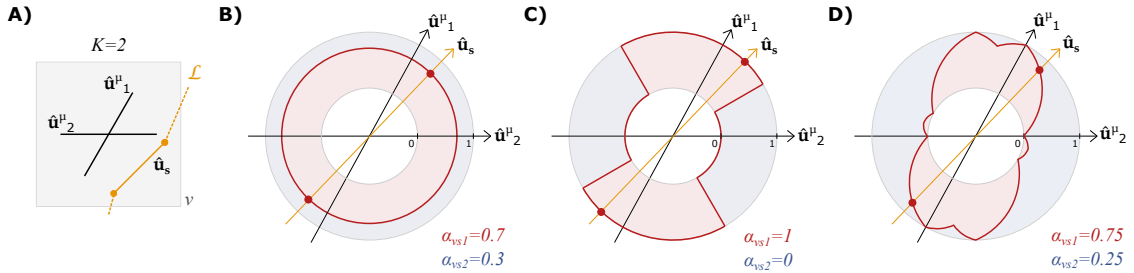 A)
K=2
ℒ
û^μ_1
û^μ_2
û_s
v
B)
û^μ_1
û_s
û^μ_2
0
1
α_vs1=0.7
α_vs2=0.3
C)
û^μ_1
û_s
û^μ_2
0
1
α_vs1=1
α_vs2=0
D)
û^μ_1
û_s
û^μ_2
0
1
α_vs1=0.75
α_vs2=0.25